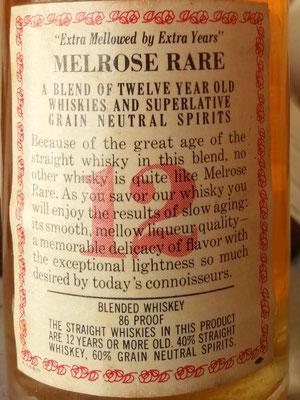 "Extra Mellowed by Extra Years"
MELROSE RARE
A BLEND OF TWELVE YEAR OLD
WHISKIES AND SUPERLATIVE
GRAIN NEUTRAL SPIRITS
12
Because of the great age of the
straight whisky in this blend, no
other whisky is quite like Melrose
Rare. As you savor our whisky you
will enjoy the results of slow aging:
its smooth, mellow liqueur quality—
a memorable delicacy of flavor with
the exceptional lightness so much
desired by today's connoisseurs.
BLENDED WHISKEY
86 PROOF
THE STRAIGHT WHISKIES IN THIS PRODUCT
ARE 12 YEARS OR MORE OLD. 40% STRAIGHT
WHISKEY, 60% GRAIN NEUTRAL SPIRITS.